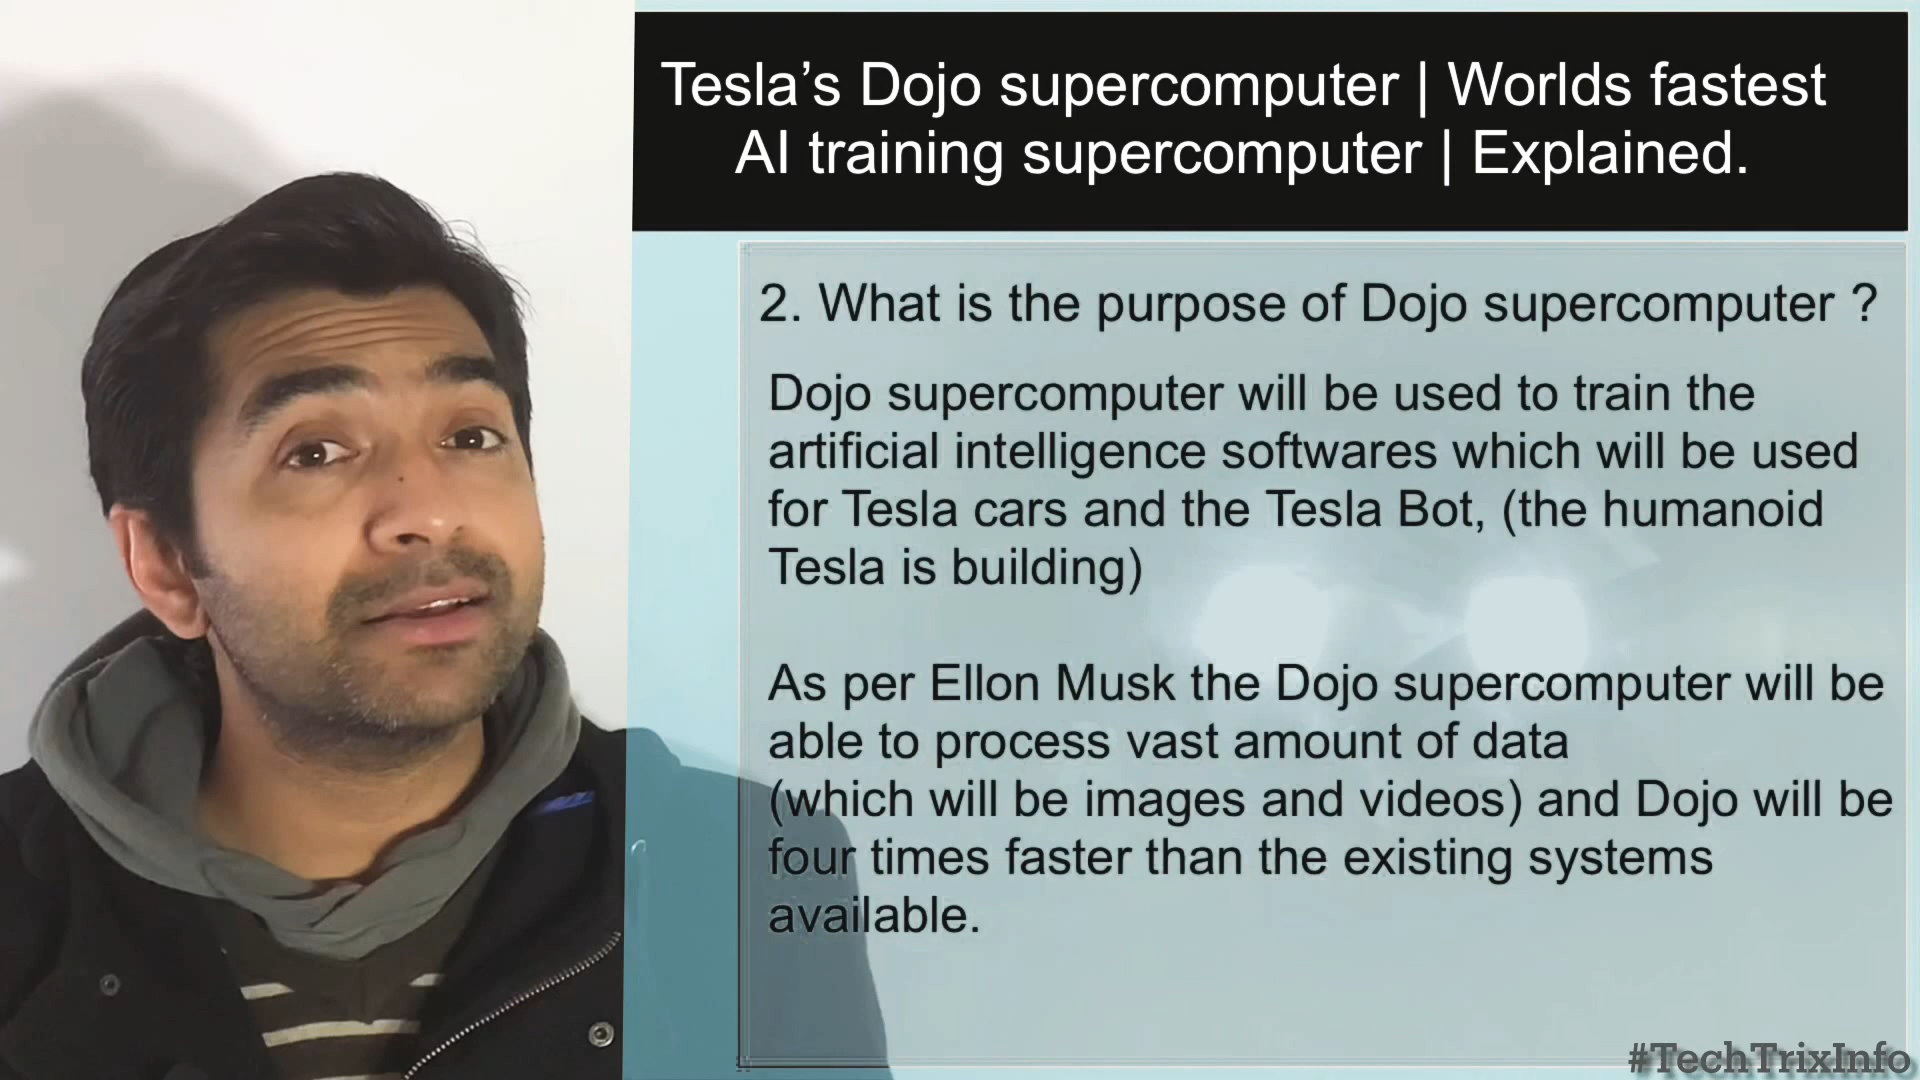 Tesla’s Dojo supercomputer | Worlds fastest
AI training supercomputer | Explained.
2. What is the purpose of Dojo supercomputer ?
Dojo supercomputer will be used to train the
artificial intelligence softwares which will be used
for Tesla cars and the Tesla Bot, (the humanoid
Tesla is building)
As per Ellon Musk the Dojo supercomputer will be
able to process vast amount of data
(which will be images and videos) and Dojo will be
four times faster than the existing systems
available.
#TechTrixInfo